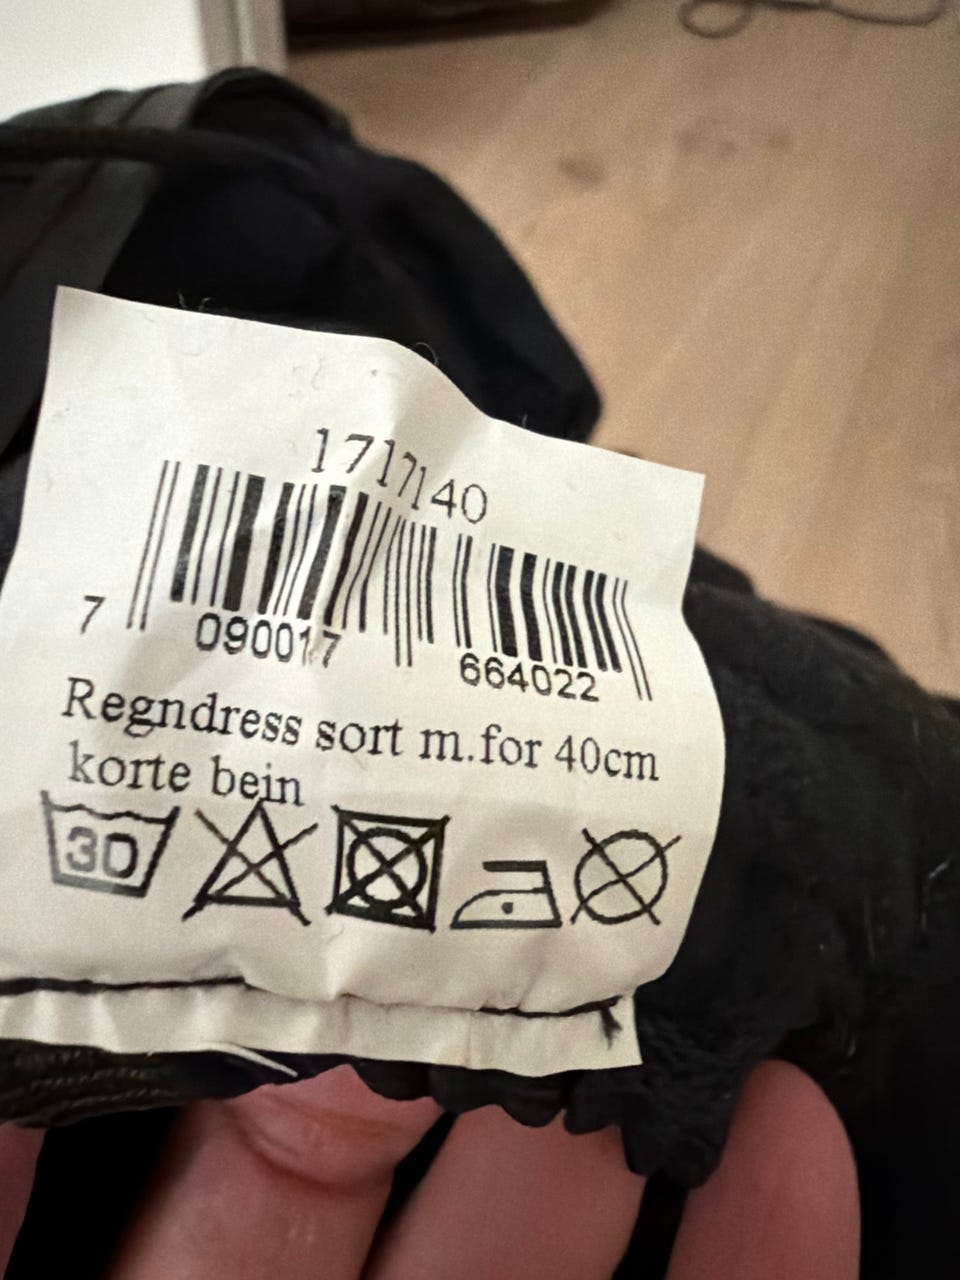 1717140
7 090017 664022
Regndress sort m.for 40cm
korte bein
30